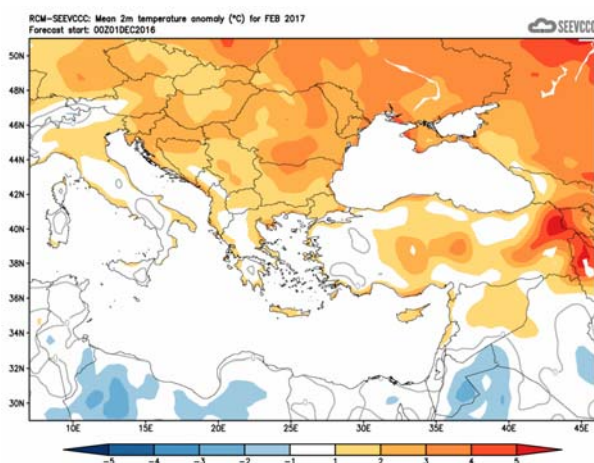 RCM-SEEVCCC: Mean 2m temperature anomaly (°C) for FEB 2017
Forecast start: 00Z01DEC2016
SEEVCCC
50N
48N
46N
44N
42N
40N
38N
36N
34N
32N
30N
10E 15E 20E 25E 30E 35E 40E 45E
-5 -4 -3 -2 -1 1 2 3 4 5